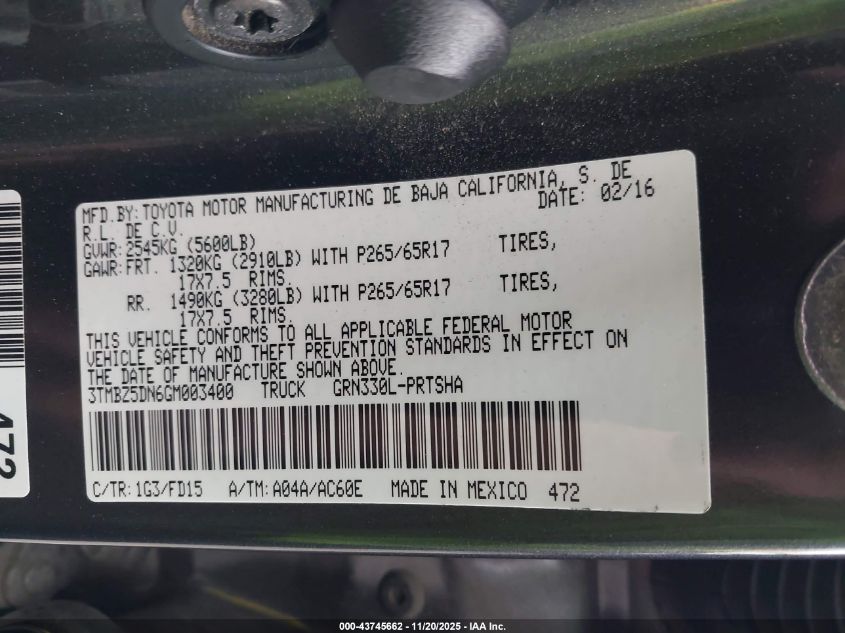 MFD.BY:TOYOTA MOTOR MANUFACTURING DE BAJA CALIFORNIA, S. DE
R.L. DE C.V. DATE: 02/16
GVWR:2545KG (5600LB)
GAWR:FRT. 1320KG (2910LB) WITH P265/65R17 TIRES,
17X7.5 RIMS.
RR. 1490KG (3280LB) WITH P265/65R17 TIRES,
17X7.5 RIMS.
THIS VEHICLE CONFORMS TO ALL APPLICABLE FEDERAL MOTOR
VEHICLE SAFETY AND THEFT PREVENTION STANDARDS IN EFFECT ON
THE DATE OF MANUFACTURE SHOWN ABOVE.
3TMBZ5DN6GM003400 TRUCK GRN330L-PRTSHA
C/TR:1G3/FD15 A/TM:A04A/AC60E MADE IN MEXICO 472
472
000-43745662 - 11/20/2025 - IAA Inc.